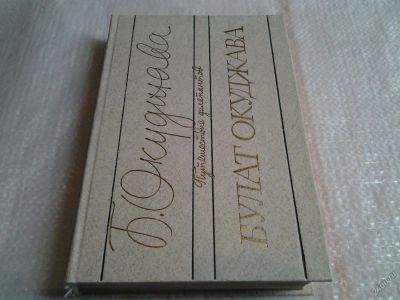 Б. Окуджава
Путешествие дилетантов
БУЛАТ ОКУДЖАВА